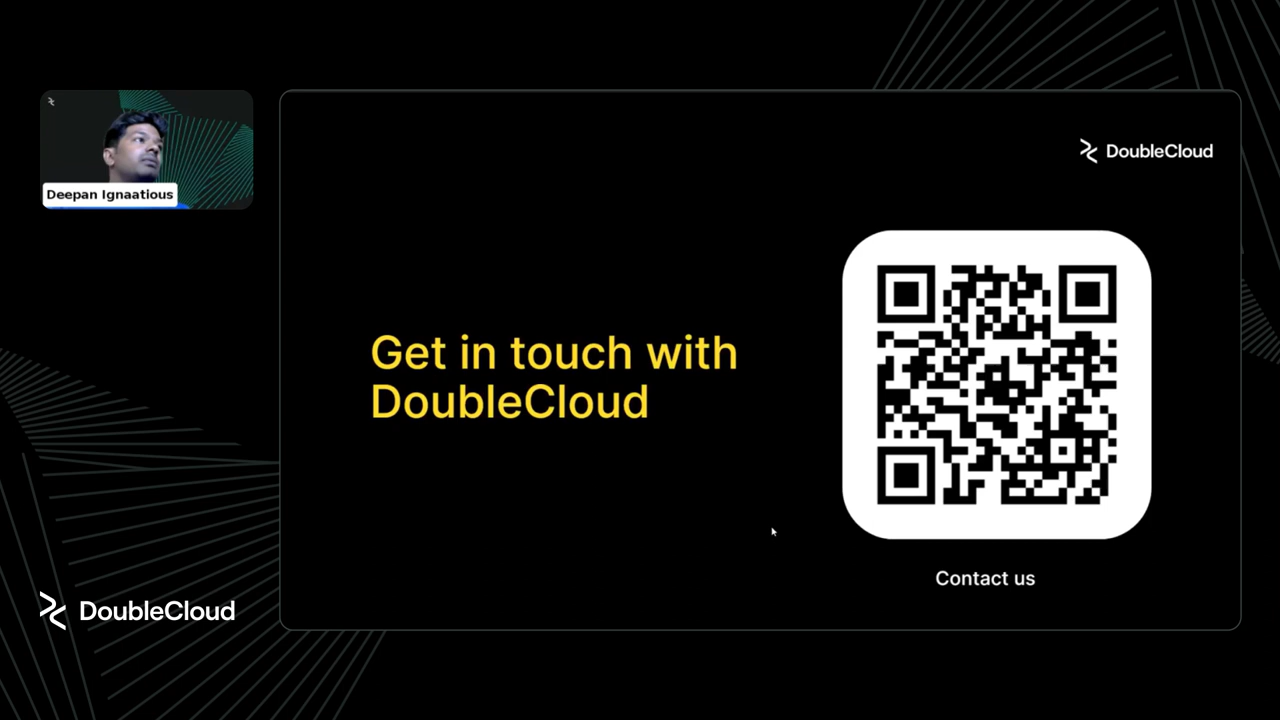 Deepan Ignaatious
DoubleCloud
Get in touch with
DoubleCloud
Contact us
DoubleCloud